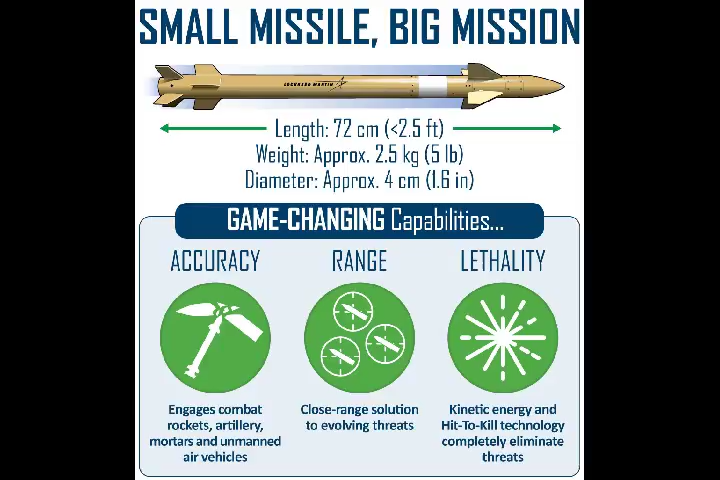 SMALL MISSILE, BIG MISSION
LOCKHEED MARTIN
Length: 72 cm (<2.5 ft)
Weight: Approx. 2.5 kg (5 lb)
Diameter: Approx. 4 cm (1.6 in)
GAME-CHANGING Capabilities...
ACCURACY
Engages combat
rockets, artillery,
mortars and unmanned
air vehicles
RANGE
Close-range solution
to evolving threats
LETHALITY
Kinetic energy and
Hit-To-Kill technology
completely eliminate
threats